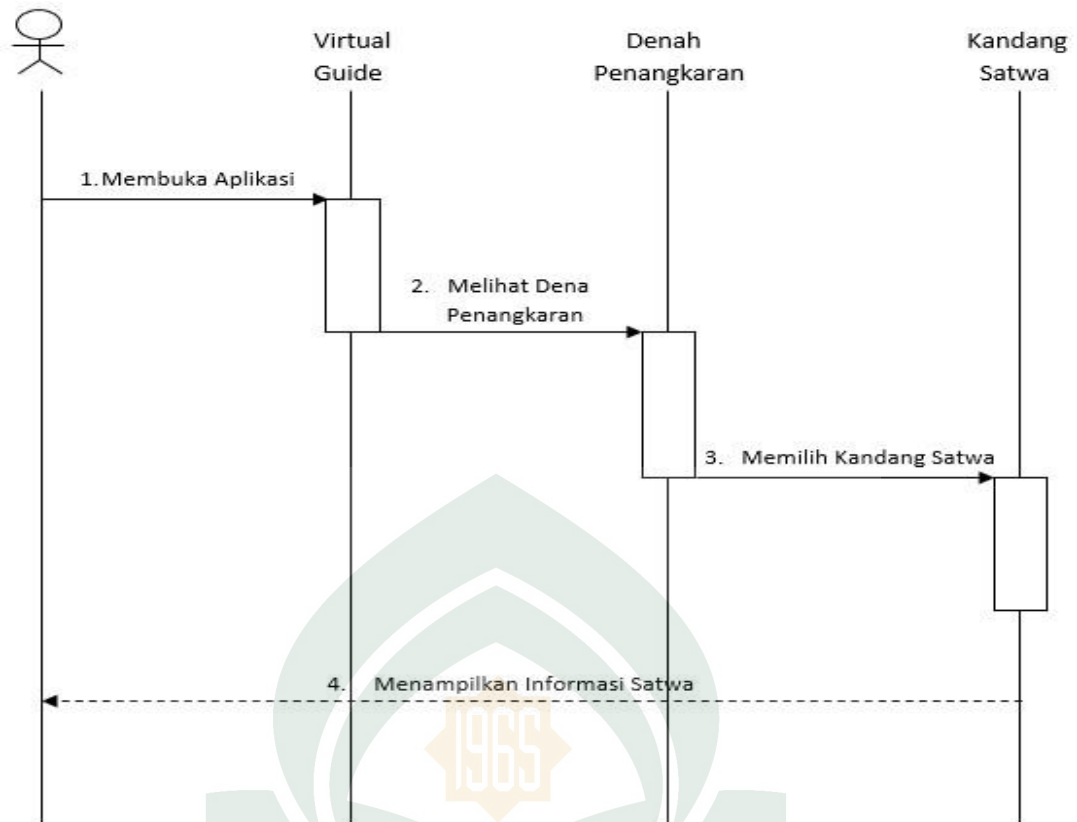 Virtual
Guide
Denah
Penangkaran
Kandang
Satwa
1.Membuka Aplikasi
2. Melihat Dena
Penangkaran
3. Memilih Kandang Satwa
4. Menampilkan Informasi Satwa
1965